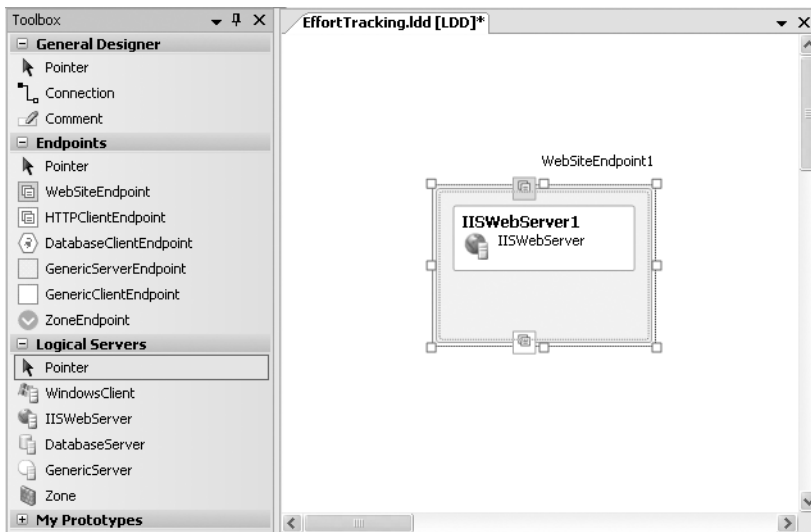 Toolbox
General Designer
Pointer
Connection
Comment
Endpoints
Pointer
WebSiteEndpoint
HTTPClientEndpoint
DatabaseClientEndpoint
GenericServerEndpoint
GenericClientEndpoint
ZoneEndpoint
Logical Servers
Pointer
WindowsClient
IISWebServer
DatabaseServer
GenericServer
Zone
My Prototypes
EffortTracking.ldd [LDD]*
WebSiteEndpoint1
IISWebServer1
IISWebServer